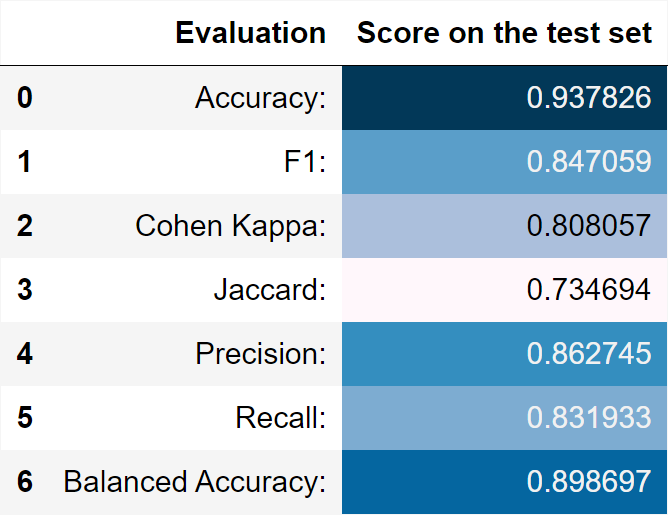 Evaluation Score on the test set
0 Accuracy: 0.937826
1 F1: 0.847059
2 Cohen Kappa: 0.808057
3 Jaccard: 0.734694
4 Precision: 0.862745
5 Recall: 0.831933
6 Balanced Accuracy: 0.898697